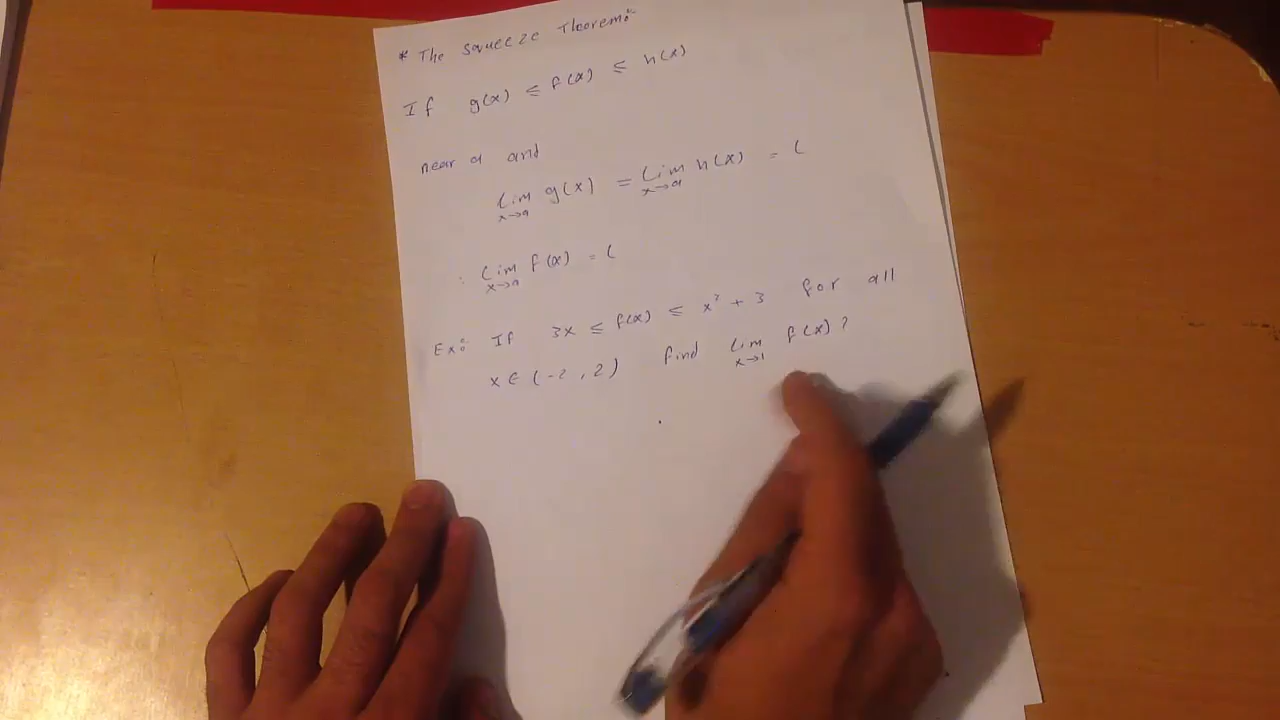 * The Squeeze Theorem:
If g(x) ≤ f(x) ≤ h(x)
near a and
lim x→a g(x) = lim x→a h(x) = L
∴ lim x→a f(x) = L
Ex: If 3x ≤ f(x) ≤ x³ + 3 for all
x ∈ (-2, 2) find lim x→1 f(x)?